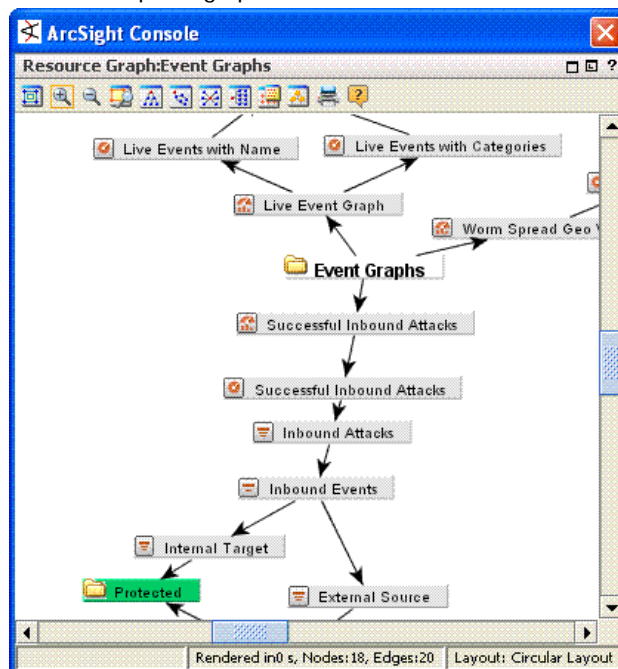 ArcSight Console
Resource Graph:Event Graphs
Live Events with Name
Live Events with Categories
Live Event Graph
Worm Spread Geo
Event Graphs
Successful Inbound Attacks
Successful Inbound Attacks
Inbound Attacks
Inbound Events
Internal Target
Protected
External Source
Rendered in0 s, Nodes:18, Edges:20
Layout: Circular Layout